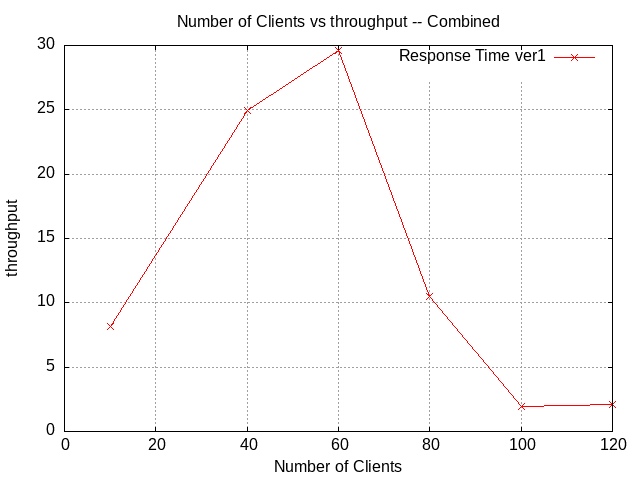 Number of Clients vs throughput -- Combined
Response Time ver1
30
25
20
15
10
5
0
throughput
0 20 40 60 80 100 120
Number of Clients